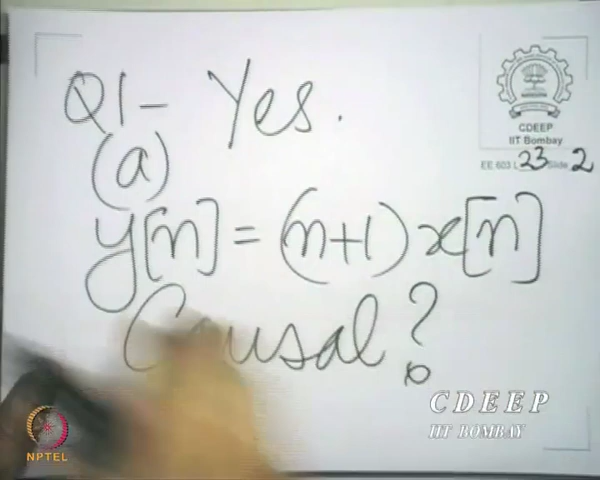 Q1- Yes.
(a)
y[n] = (n+1) x[n]
Causal?
CDEEP
IIT Bombay
EE 603 L 23 Slide 2
CDEEP
IIT BOMBAY
NPTEL